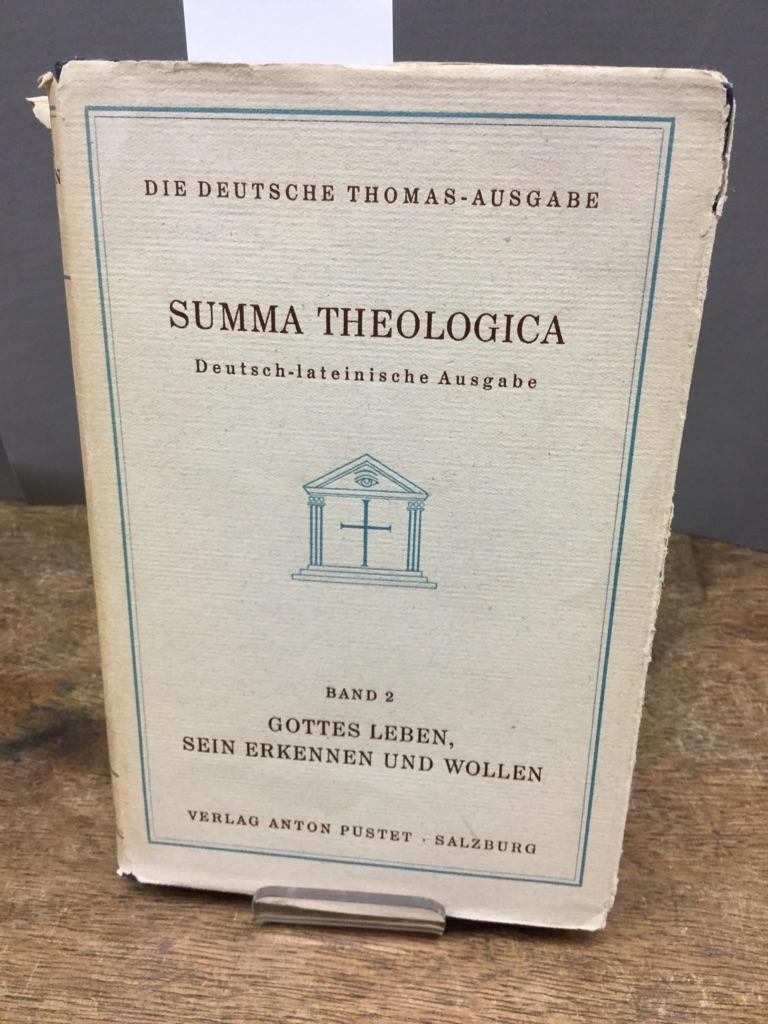 DIE DEUTSCHE THOMAS-AUSGABE
SUMMA THEOLOGICA
Deutsch-lateinische Ausgabe
BAND 2
GOTTES LEBEN,
SEIN ERKENNEN UND WOLLEN
VERLAG ANTON PUSTET · SALZBURG